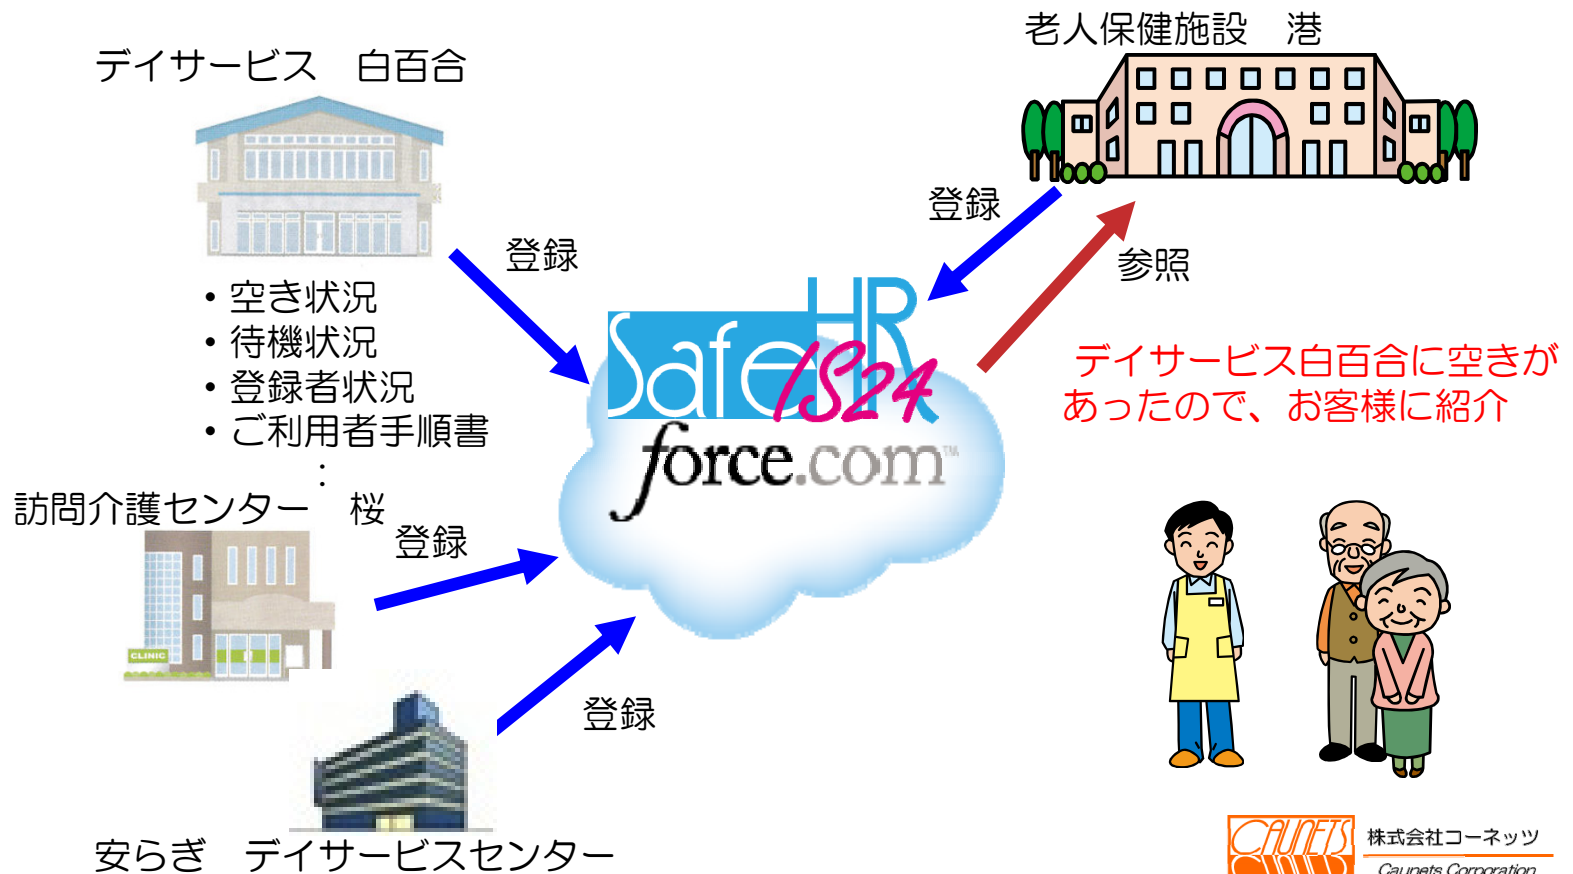 老人保健施設　港
デイサービス　白百合
登録
登録
参照
・空き状況
・待機状況
・登録者状況
・ご利用者手順書
：
Safe HR
IS24
force.com™
デイサービス白百合に空きが
あったので、お客様に紹介
訪問介護センター　桜
登録
CLINIC
登録
安らぎ　デイサービスセンター
CAUNETS
株式会社コーネッツ
Caunets Corporation